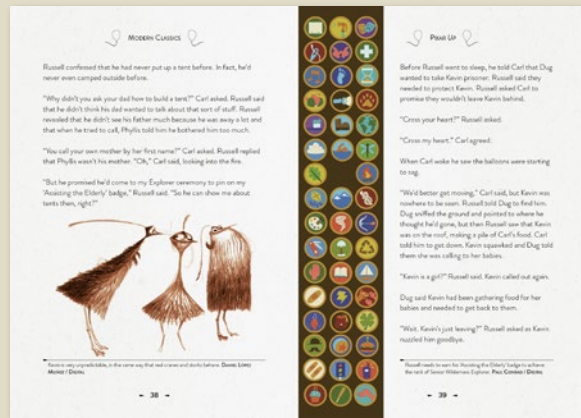 MODERN CLASSICS
Russell confessed that he had never put up a tent before. In fact, he'd
never even camped outside before.
"Why didn't you ask your dad how to build a tent?" Carl asked. Russell said
that he didn't think his dad wanted to talk about that sort of stuff. Russell
revealed that he didn't see his father much because he was away a lot and
that when he tried to call, Phyllis told him he bothered him too much.
"You call your own mother by her first name?" Carl asked. Russell replied
that Phyllis wasn't his mother. "Oh," Carl said, looking into the fire.
"But he promised he'd come to my Explorer ceremony to pin on my
'Assisting the Elderly' badge," Russell said. "So he can show me about
tents then, right?"
Kevin is very unpredictable, in the same way that real cranes and storks behave. DANIEL LÓPEZ
MUÑOZ / DIGITAL
38
PIXAR UP
Before Russell went to sleep, he told Carl that Dug
wanted to take Kevin prisoner. Russell said they
needed to protect Kevin. Russell asked Carl to
promise they wouldn't leave Kevin behind.
"Cross your heart?" Russell asked.
"Cross my heart." Carl agreed.
When Carl woke he saw the balloons were starting
to sag.
"We'd better get moving," Carl said, but Kevin was
nowhere to be seen. Russell told Dug to find him.
Dug sniffed the ground and pointed to where he
thought he'd gone, but then Russell saw that Kevin
was on the roof, making a pile of Carl's food. Carl
told him to get down. Kevin squawked and Dug told
them she was calling to her babies.
"Kevin is a girl?" Russell said. Kevin called out again.
Dug said Kevin had been gathering food for her
babies and needed to get back to them.
"Wait. Kevin's just leaving?" Russell asked as Kevin
nuzzled him goodbye.
Russell needs to earn his 'Assisting the Elderly' badge to achieve
the rank of Senior Wilderness Explorer. PAUL CONRAD / DIGITAL
39